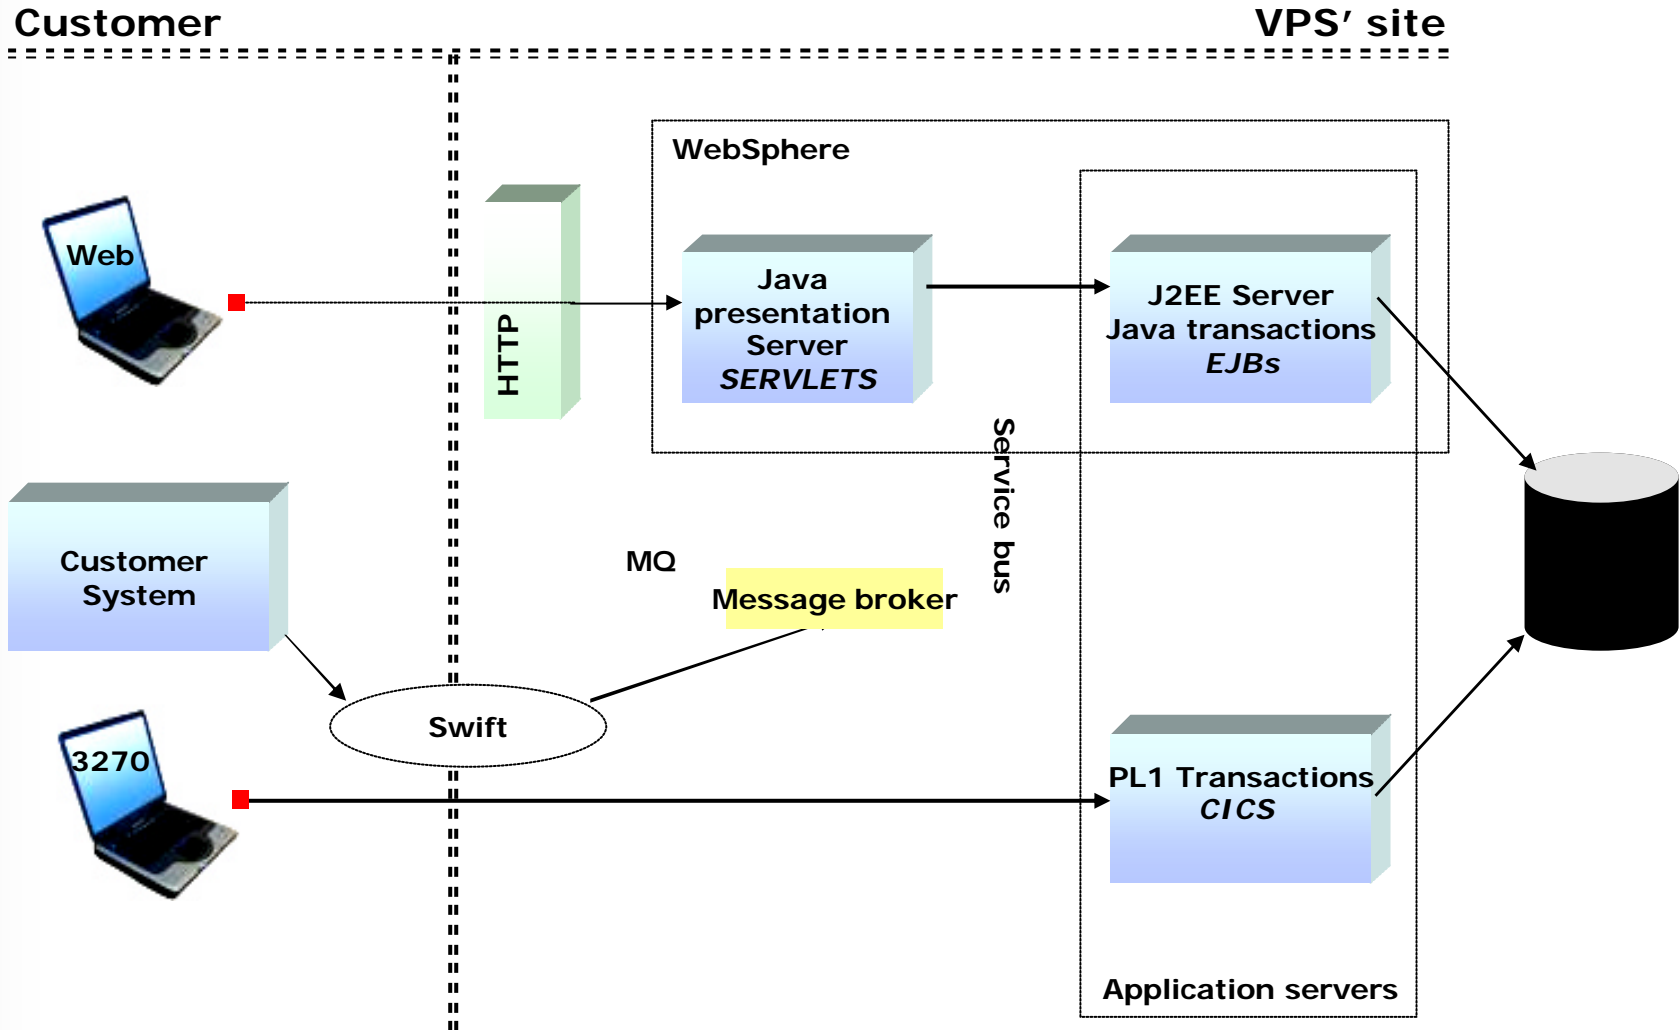 Customer
VPS’ site
WebSphere
Web
HTTP
Java
presentation
Server
SERVLETS
J2EE Server
Java transactions
EJBs
Service bus
Customer
System
MQ
Message broker
Swift
3270
PL1 Transactions
CICS
Application servers